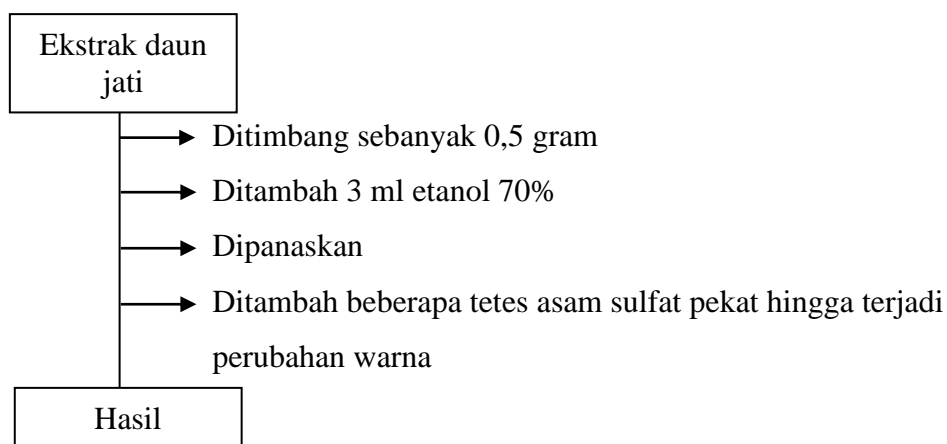 Ekstrak daun
jati
Ditimbang sebanyak 0,5 gram
Ditambah 3 ml etanol 70%
Dipanaskan
Ditambah beberapa tetes asam sulfat pekat hingga terjadi
perubahan warna
Hasil